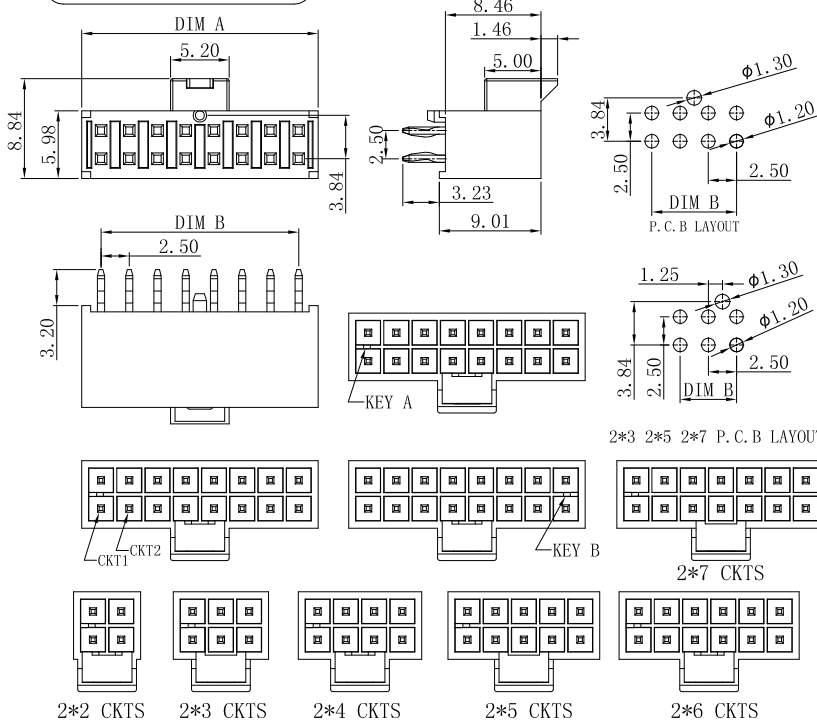 DIM A
5.20
8.84
5.98
3.84
8.46
1.46
5.00
2.50
3.23
9.01
ϕ1.30
3.84
ϕ1.20
2.50
2.50
DIM B
P.C.B LAYOUT
DIM B
2.50
3.20
KEY A
1.25
ϕ1.30
ϕ1.20
3.84
2.50
2.50
DIM B
2*3 2*5 2*7 P.C.B LAYOUT
CKT1
CKT2
KEY B
2*7 CKTS
2*2 CKTS
2*3 CKTS
2*4 CKTS
2*5 CKTS
2*6 CKTS